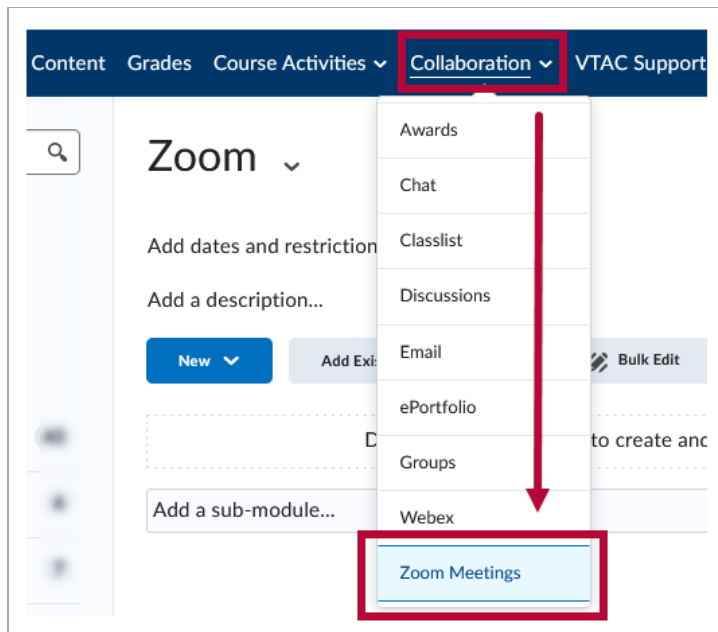 Content Grades Course Activities Collaboration VTAC Support
Zoom
Add dates and restriction
Add a description...
New Add Exi Bulk Edit
D to create and
Add a sub-module...
Awards
Chat
Classlist
Discussions
Email
ePortfolio
Groups
Webex
Zoom Meetings